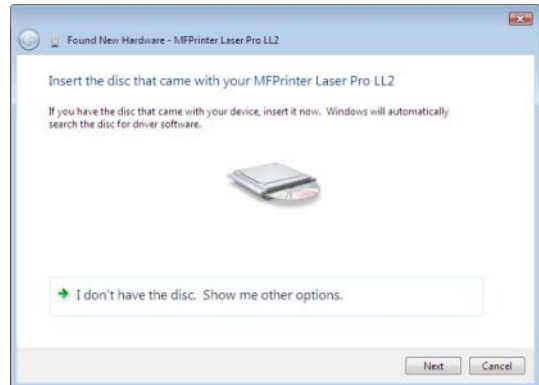 Found New Hardware - MFPrinter Laser Pro LL2
Insert the disc that came with your MFPrinter Laser Pro LL2
If you have the disc that came with your device, insert it now. Windows will automatically
search the disc for driver software.
I don't have the disc. Show me other options.
Next Cancel